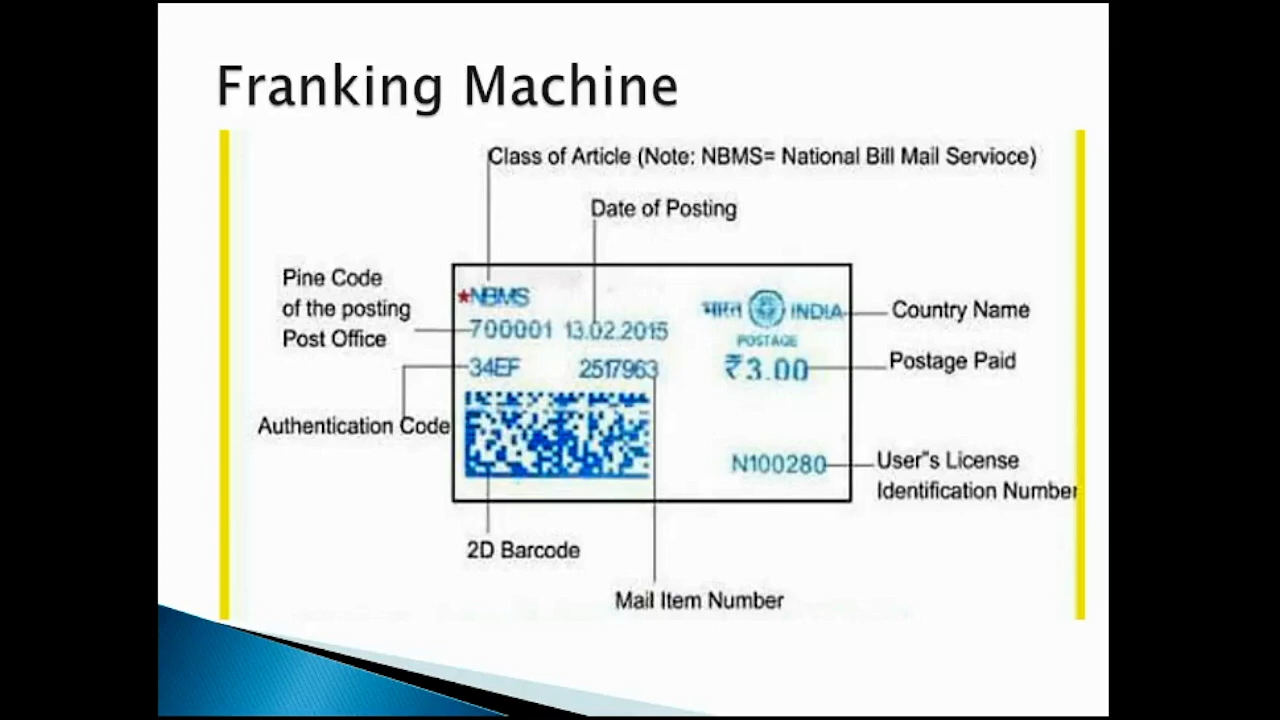 Franking Machine
Class of Article (Note: NBMS= National Bill Mail Servioce)
Date of Posting
Pine Code
of the posting
Post Office
*NBMS
700001 13.02.2015
34EF 2517963
भारत INDIA
POSTAGE
₹3.00
N100280
Country Name
Postage Paid
Authentication Code
User"s License
Identification Number
2D Barcode
Mail Item Number